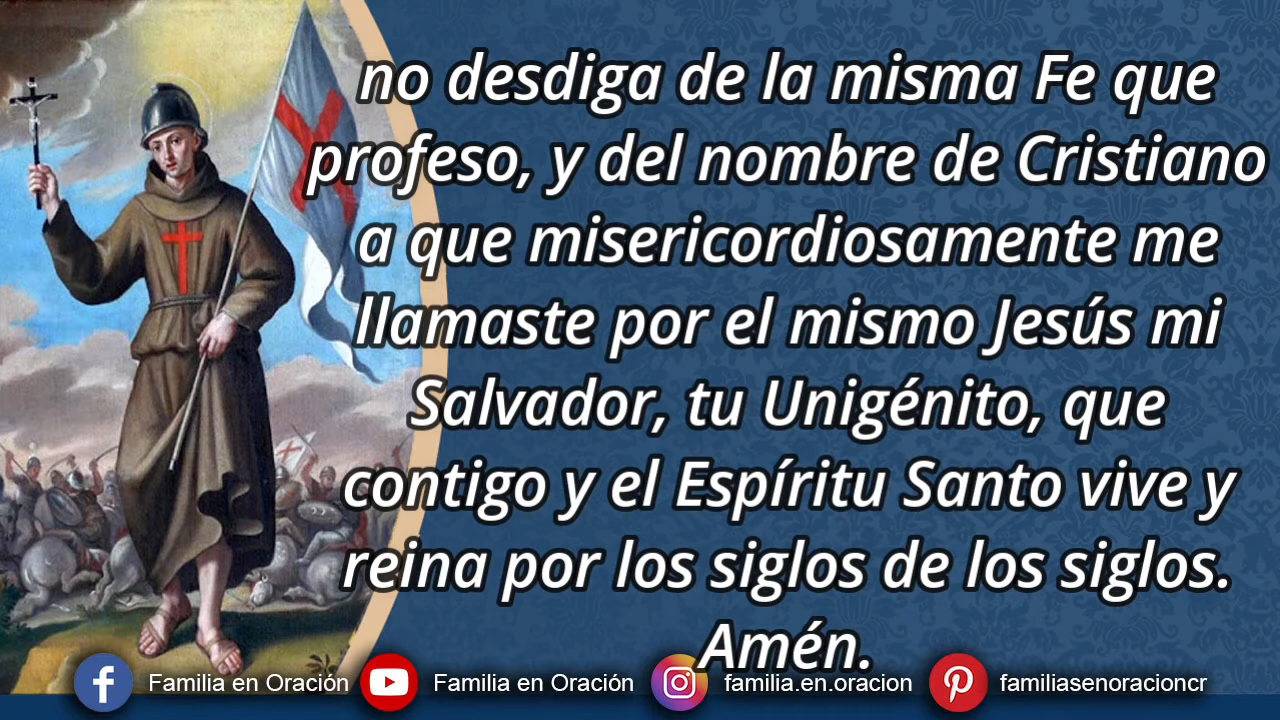 no desdiga de la misma Fe que
profeso, y del nombre de Cristiano
a que misericordiosamente me
llamaste por el mismo Jesús mi
Salvador, tu Unigénito, que
contigo y el Espíritu Santo vive y
reina por los siglos de los siglos.
Amén.
Familia en Oración
Familia en Oración
familia.en.oracion
familiasenoracioncr